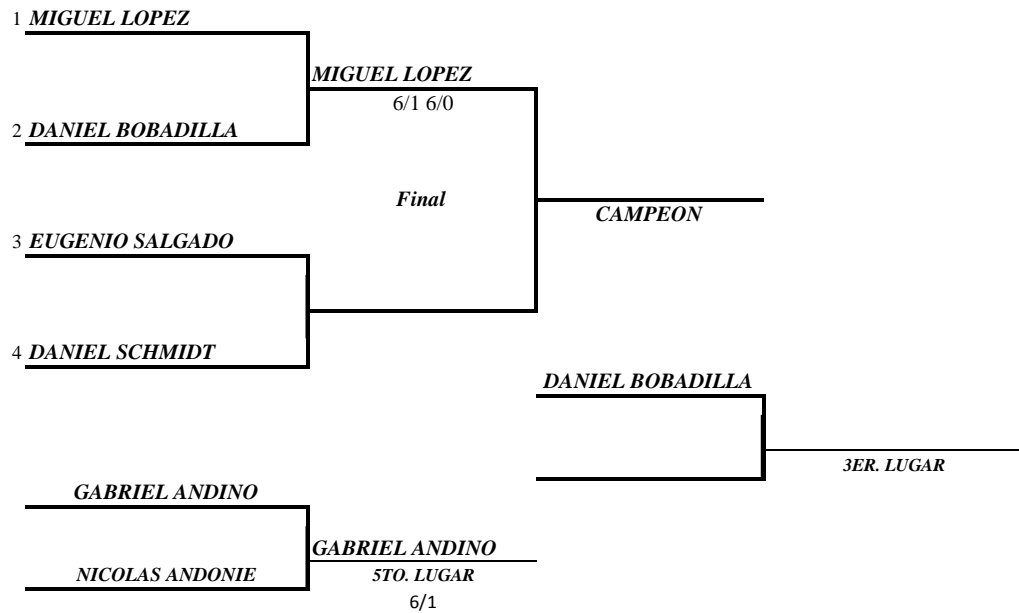 1 MIGUEL LOPEZ
MIGUEL LOPEZ
6/1 6/0
2 DANIEL BOBADILLA
Final
CAMPEON
3 EUGENIO SALGADO
4 DANIEL SCHMIDT
DANIEL BOBADILLA
3ER. LUGAR
GABRIEL ANDINO
GABRIEL ANDINO
NICOLAS ANDONIE
5TO. LUGAR
6/1